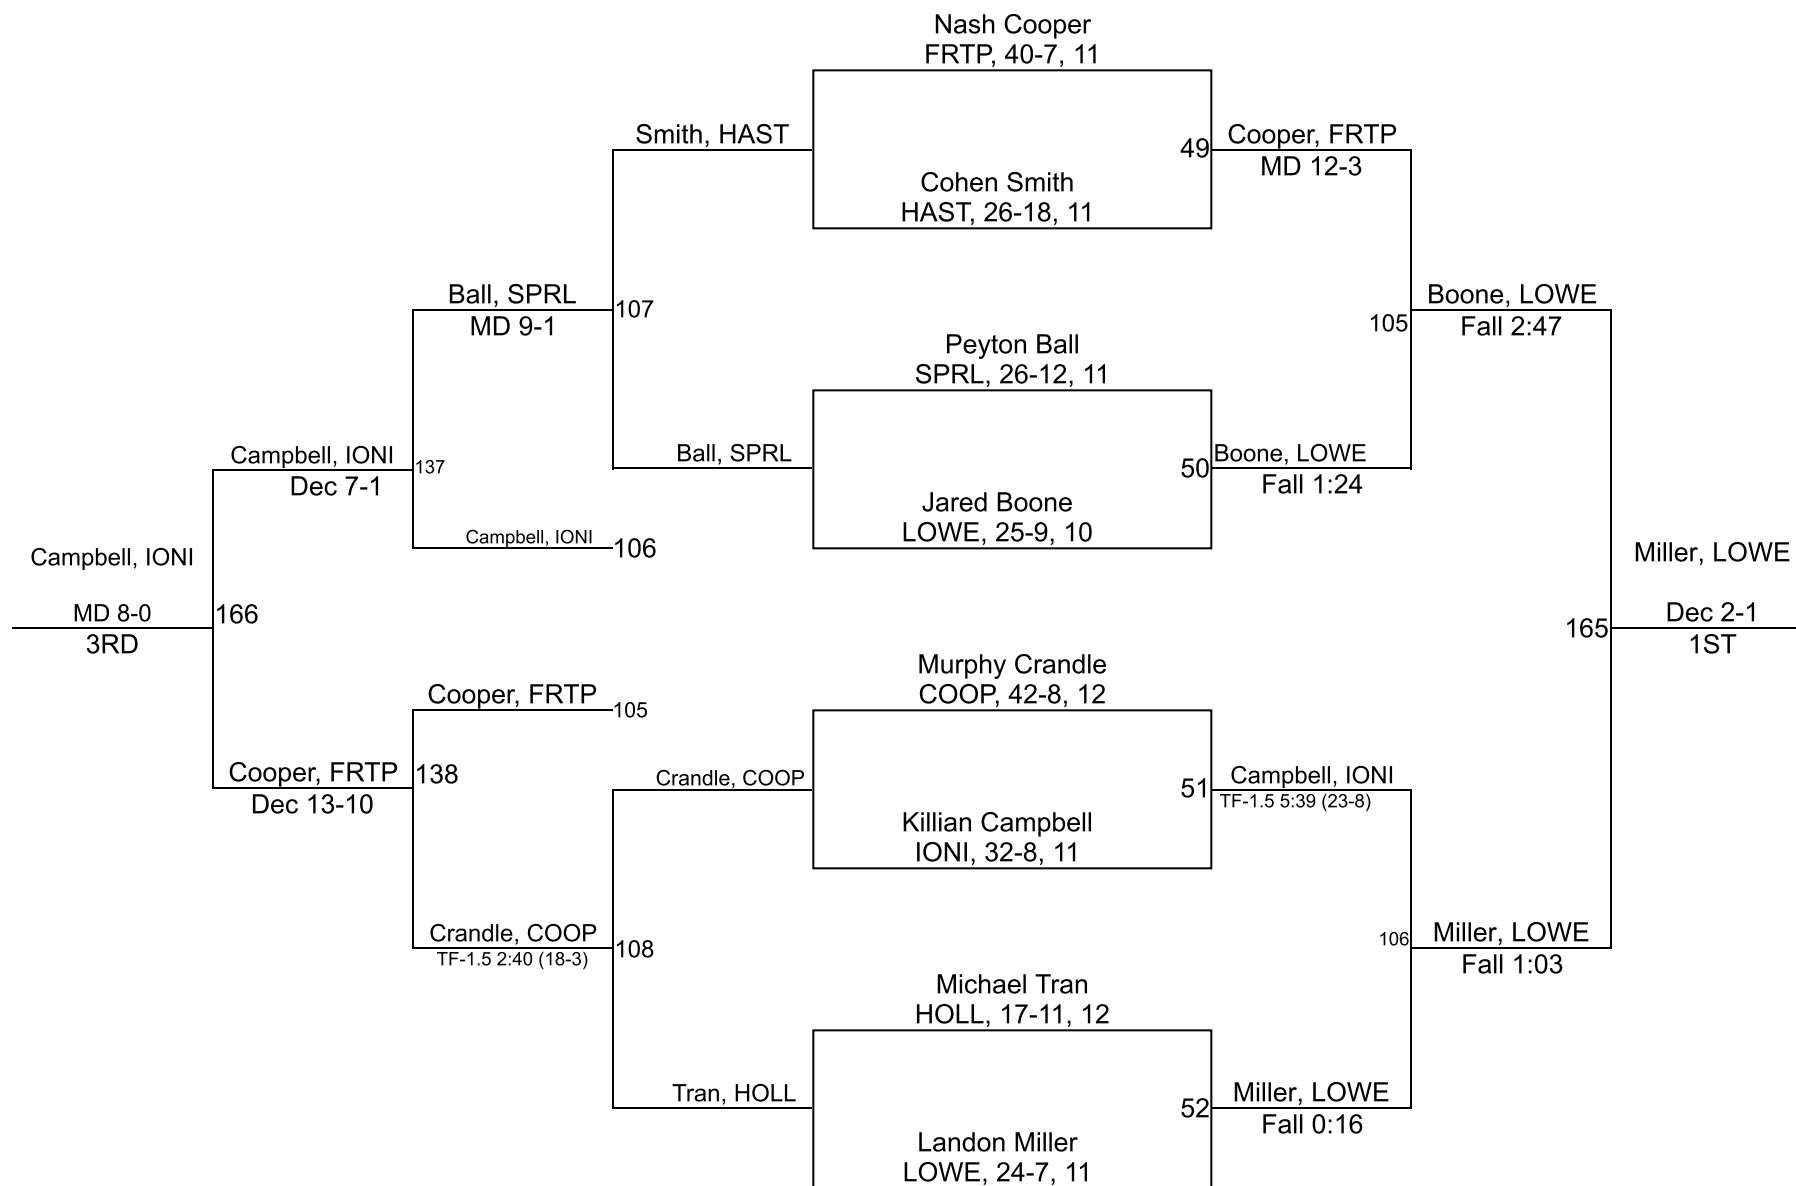 Nash Cooper
FRTP, 40-7, 11
Smith, HAST
49
Cooper, FRTP
MD 12-3
Cohen Smith
HAST, 26-18, 11
Ball, SPRL
MD 9-1
107
105
Boone, LOWE
Fall 2:47
Peyton Ball
SPRL, 26-12, 11
Campbell, IONI
Dec 7-1
137
Ball, SPRL
50
Boone, LOWE
Fall 1:24
Jared Boone
LOWE, 25-9, 10
Campbell, IONI
106
Campbell, IONI
MD 8-0
3RD
166
Miller, LOWE
165
Dec 2-1
1ST
Murphy Crandle
COOP, 42-8, 12
Cooper, FRTP
105
Cooper, FRTP
Dec 13-10
138
Crandle, COOP
51
Campbell, IONI
TF-1.5 5:39 (23-8)
Killian Campbell
IONI, 32-8, 11
Crandle, COOP
TF-1.5 2:40 (18-3)
108
106
Miller, LOWE
Fall 1:03
Michael Tran
HOLL, 17-11, 12
Tran, HOLL
52
Miller, LOWE
Fall 0:16
Landon Miller
LOWE, 24-7, 11